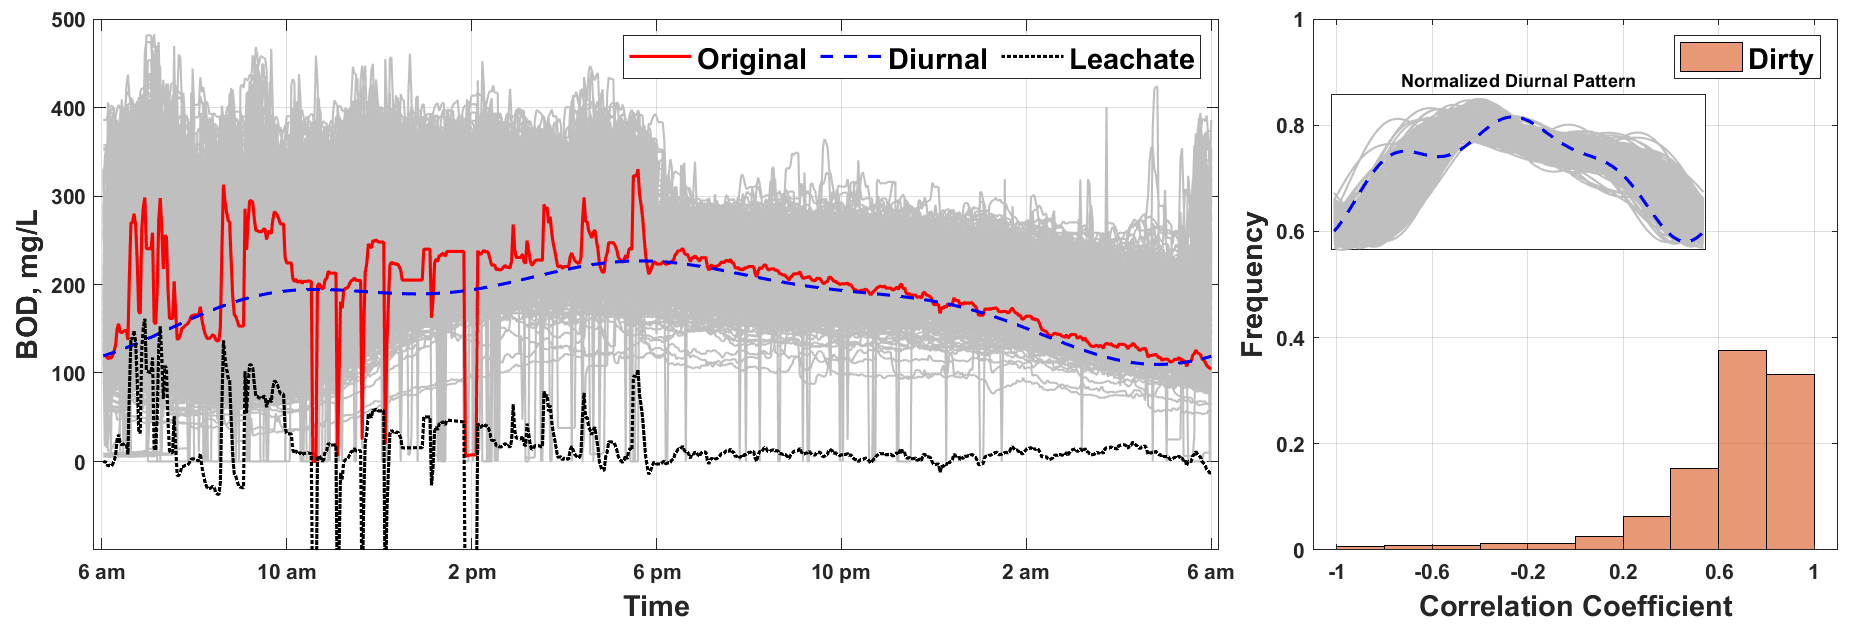 500
400
300
200
100
0
BOD, mg/L
Original Diurnal Leachate
6 am 10 am 2 pm 6 pm 10 pm 2 am 6 am
Time
1
0.8
0.6
0.4
0.2
0
Frequency
Dirty
Normalized Diurnal Pattern
-1 -0.6 -0.2 0.2 0.6 1
Correlation Coefficient